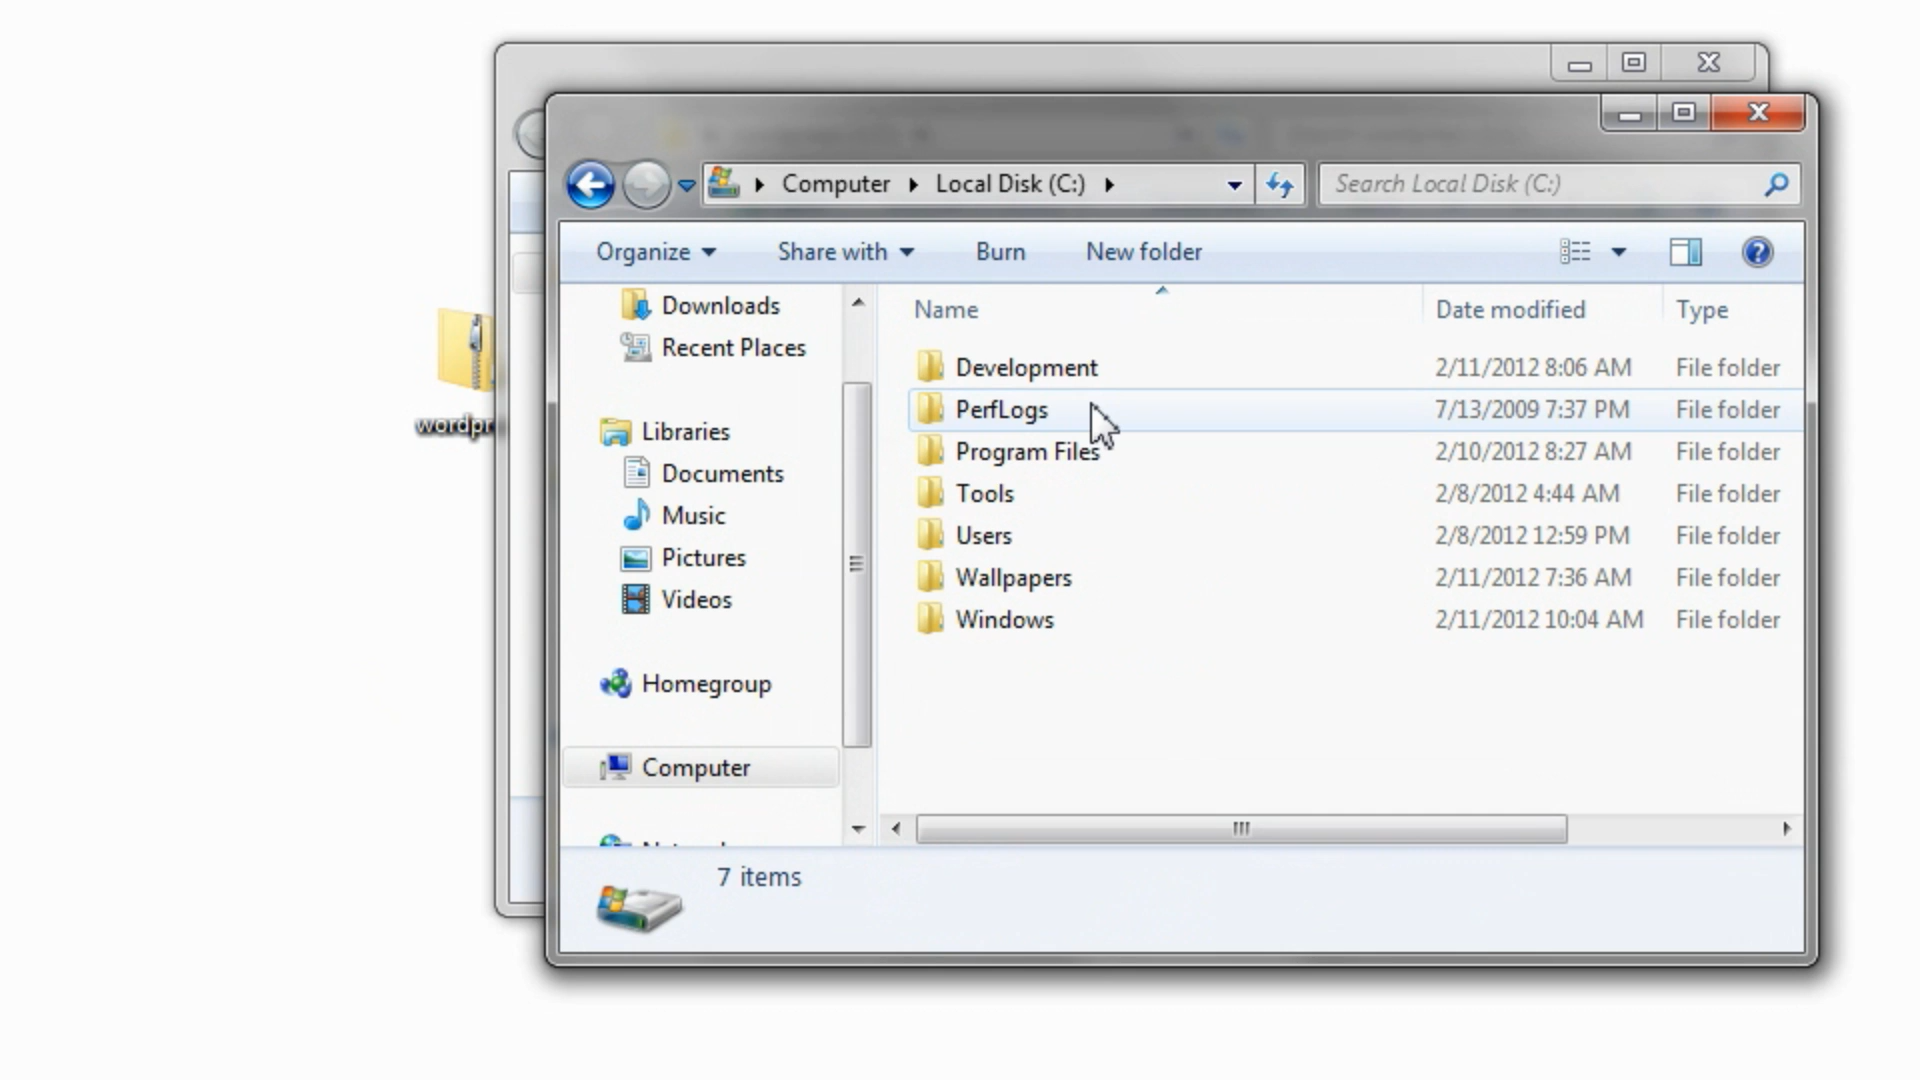 Computer Local Disk (C:)
Search Local Disk (C:)
Organize Share with Burn New folder
Downloads
Recent Places
Libraries
Documents
Music
Pictures
Videos
Homegroup
Computer
Name Date modified Type
Development 2/11/2012 8:06 AM File folder
PerfLogs 7/13/2009 7:37 PM File folder
Program Files 2/10/2012 8:27 AM File folder
Tools 2/8/2012 4:44 AM File folder
Users 2/8/2012 12:59 PM File folder
Wallpapers 2/11/2012 7:36 AM File folder
Windows 2/11/2012 10:04 AM File folder
7 items
wordpr